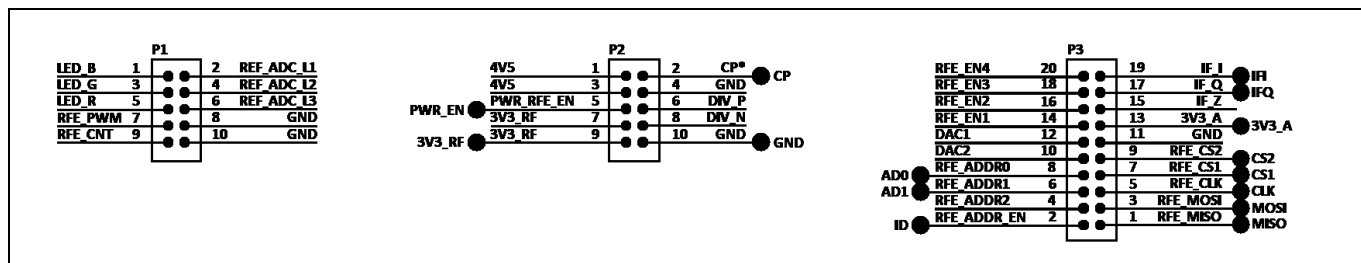 P1
LED_B 1 2 REF_ADC_L1
LED_G 3 4 REF_ADC_L2
LED_R 5 6 REF_ADC_L3
RFE_PWM 7 8 GND
RFE_CNT 9 10 GND
P2
4V5 1 2 CP* CP
4V5 3 4 GND
PWR_EN PWR_RFE_EN 5 6 DIV_P
3V3_RF 7 8 DIV_N
3V3_RF 3V3_RF 9 10 GND GND
P3
RFE_EN4 20 19 IF_I IFI
RFE_EN3 18 17 IF_Q IFQ
RFE_EN2 16 15 IF_Z
RFE_EN1 14 13 3V3_A 3V3_A
DAC1 12 11 GND
DAC2 10 9 RFE_CS2 CS2
AD0 RFE_ADDR0 8 7 RFE_CS1 CS1
AD1 RFE_ADDR1 6 5 RFE_CLK CLK
RFE_ADDR2 4 3 RFE_MOSI MOSI
ID RFE_ADDR_EN 2 1 RFE_MISO MISO